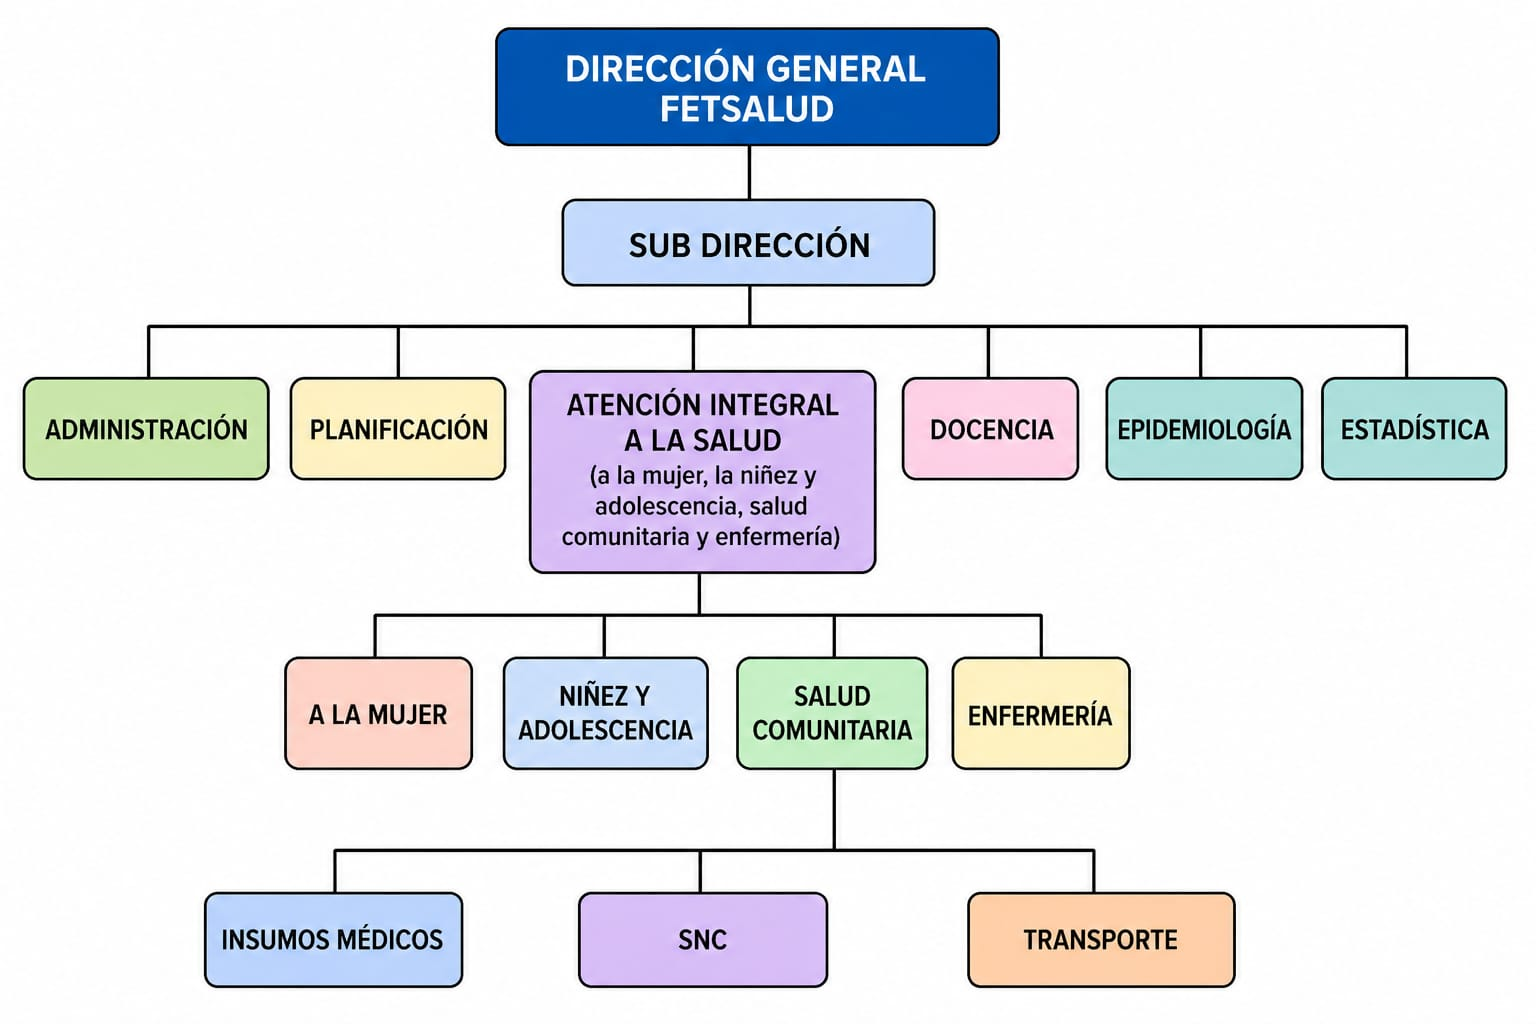 DIRECCIÓN GENERAL
FETSALUD
SUB DIRECCIÓN
ADMINISTRACIÓN
PLANIFICACIÓN
ATENCIÓN INTEGRAL
A LA SALUD
(a la mujer, la niñez y
adolescencia, salud
comunitaria y enfermería)
DOCENCIA
EPIDEMIOLOGÍA
ESTADÍSTICA
A LA MUJER
NIÑEZ Y
ADOLESCENCIA
SALUD
COMUNITARIA
ENFERMERÍA
INSUMOS MÉDICOS
SNC
TRANSPORTE